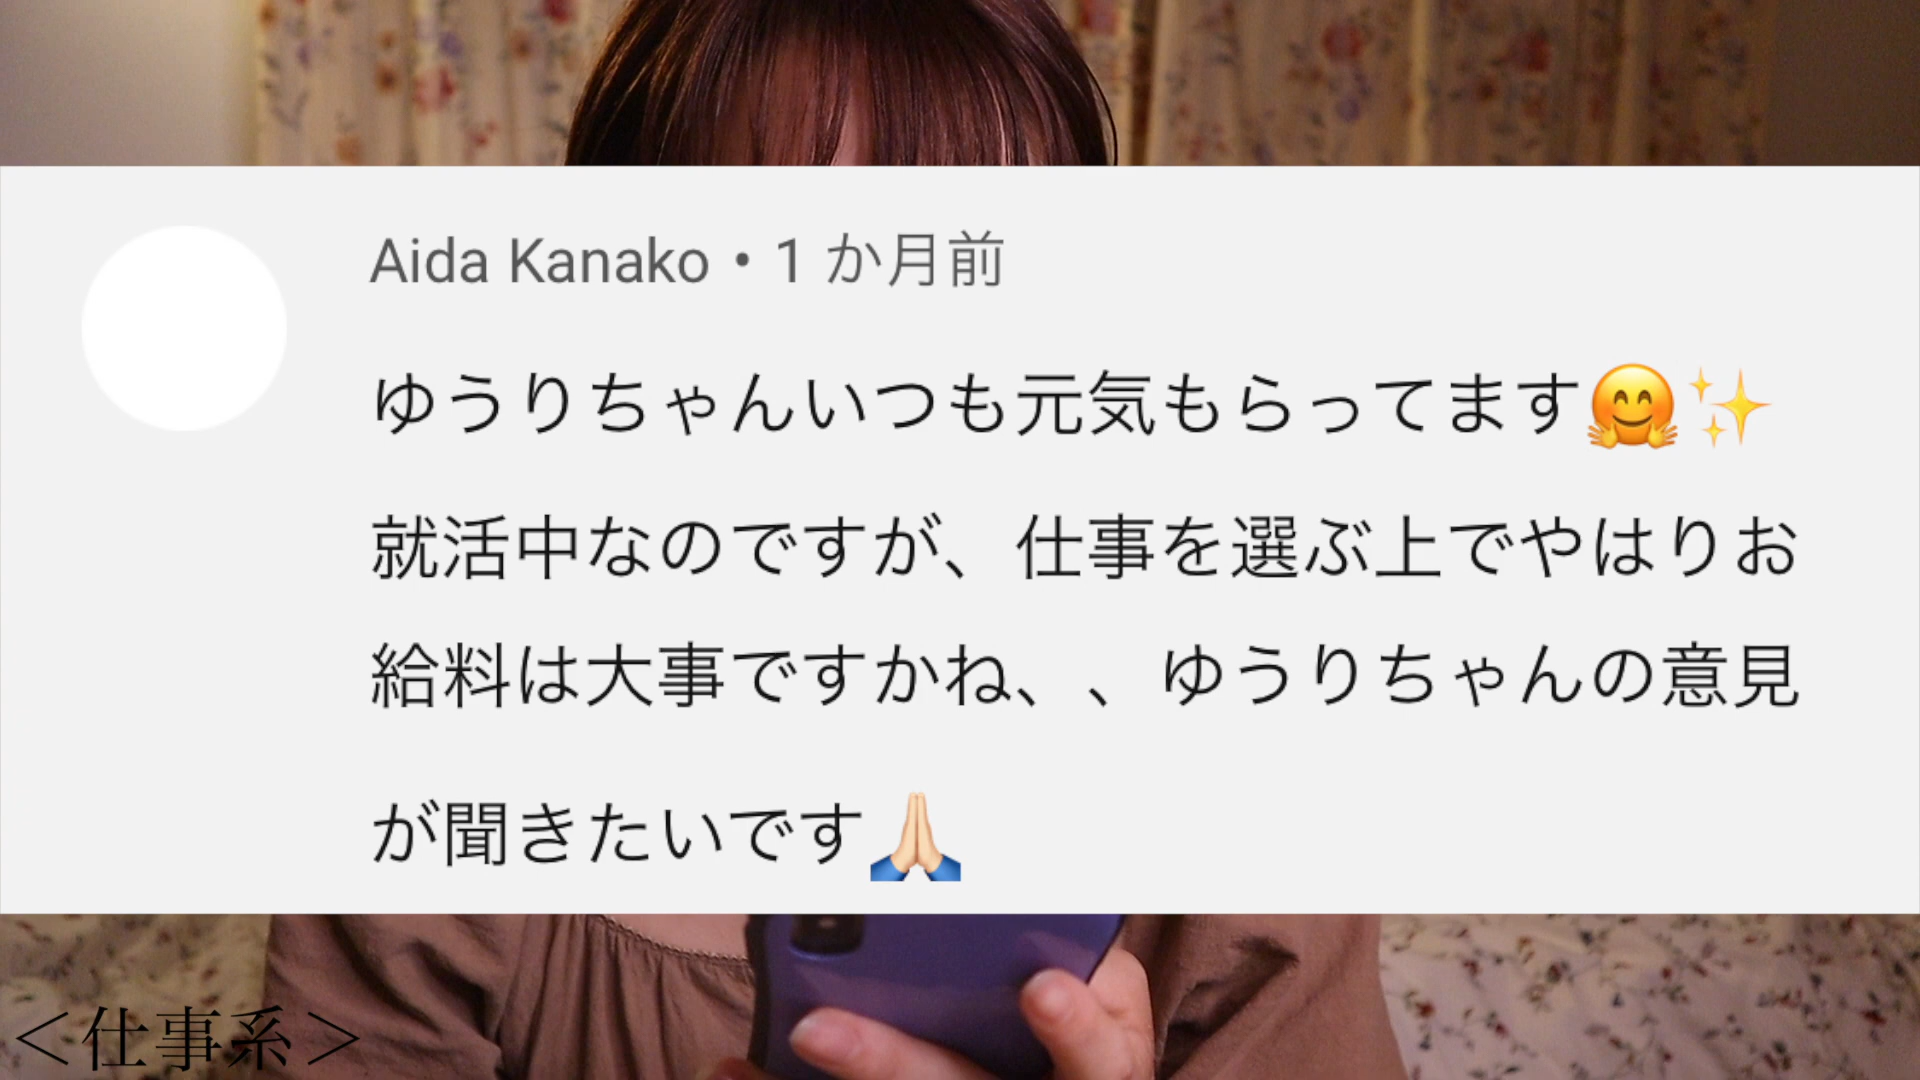 Aida Kanako • 1 か月前
ゆうりちゃんいつも元気もらってます🤗✨
就活中なのですが、仕事を選ぶ上でやはりお
給料は大事ですかね、、ゆうりちゃんの意見
が聞きたいです🙏🏻
＜仕事系＞